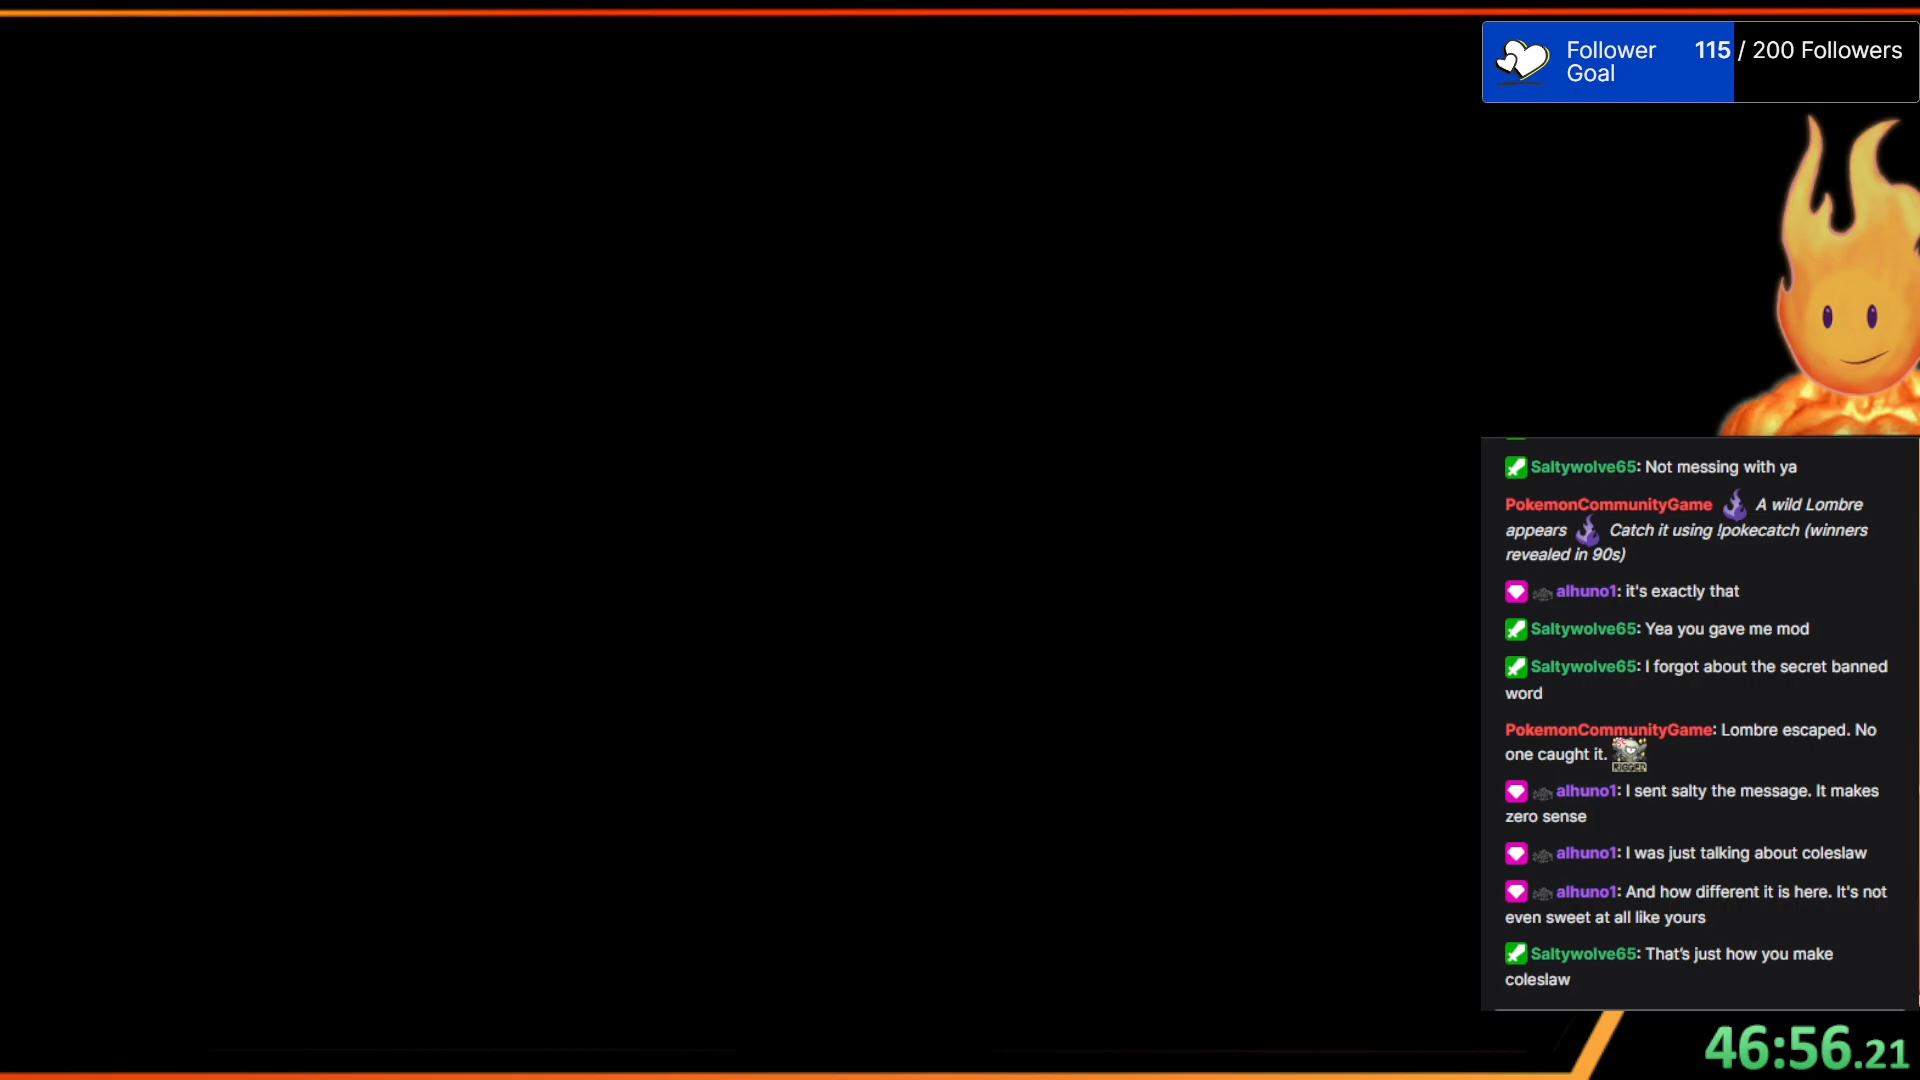 Follower 115 / 200 Followers
Goal
Saltywolve65: Not messing with ya
PokemonCommunityGame A wild Lombre
appears Catch it using !pokecatch (winners
revealed in 90s)
alhuno1: it's exactly that
Saltywolve65: Yea you gave me mod
Saltywolve65: I forgot about the secret banned
word
PokemonCommunityGame: Lombre escaped. No
one caught it.
alhuno1: I sent salty the message. It makes
zero sense
alhuno1: I was just talking about coleslaw
alhuno1: And how different it is here. It's not
even sweet at all like yours
Saltywolve65: That's just how you make
coleslaw
46:56.21